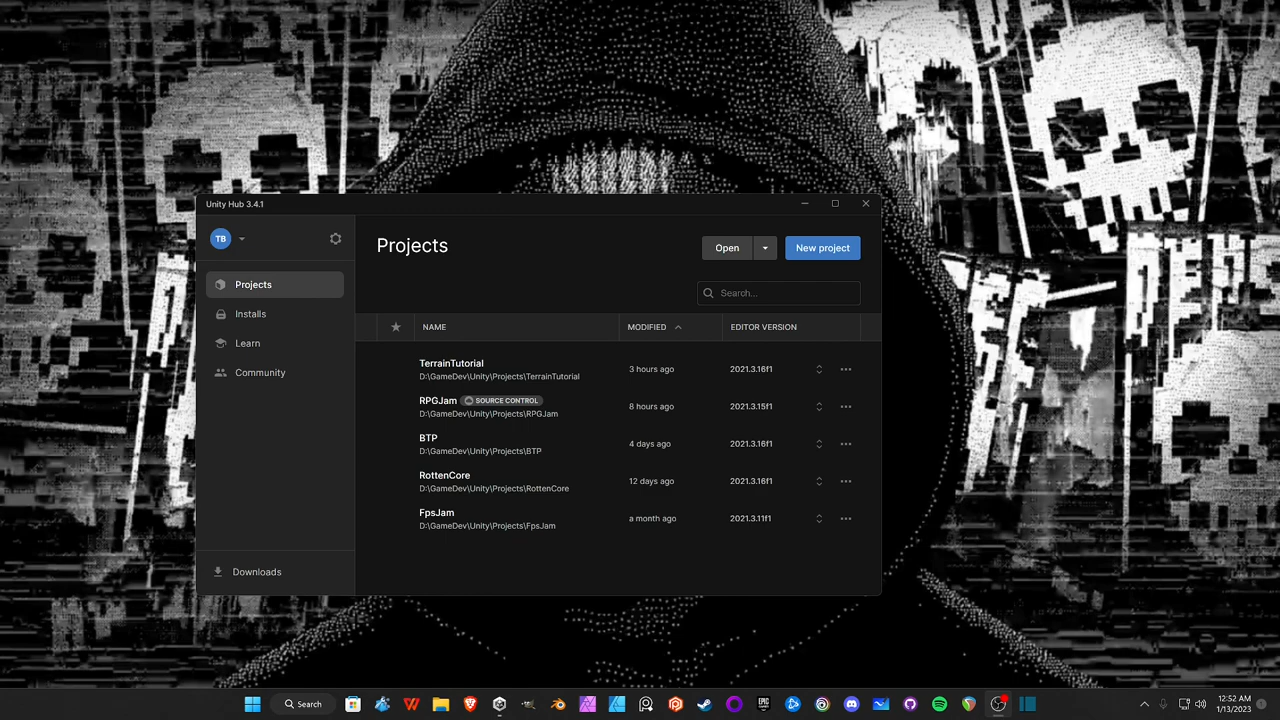 Unity Hub 3.4.1
TB
Projects
Open
New project
Projects
Installs
Learn
Community
Search...
NAME
MODIFIED
EDITOR VERSION
TerrainTutorial
D:\GameDev\Unity\Projects\TerrainTutorial
3 hours ago
2021.3.16f1
RPGJam
SOURCE CONTROL
D:\GameDev\Unity\Projects\RPGJam
8 hours ago
2021.3.15f1
BTP
D:\GameDev\Unity\Projects\BTP
4 days ago
2021.3.16f1
RottenCore
D:\GameDev\Unity\Projects\RottenCore
12 days ago
2021.3.16f1
FpsJam
D:\GameDev\Unity\Projects\FpsJam
a month ago
2021.3.11f1
Downloads
Search
EPIC
12:52 AM
1/13/2023